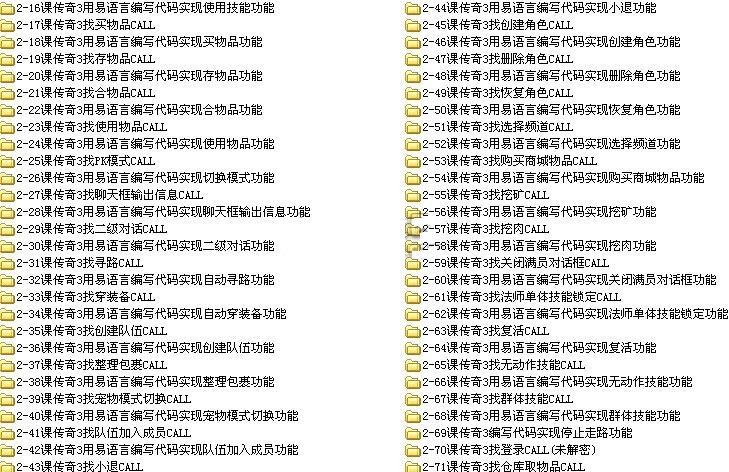 2-16课传奇3用易语言编写代码实现使用技能功能
2-17课传奇3找买物品CALL
2-18课传奇3用易语言编写代码实现买物品功能
2-19课传奇3找存物品CALL
2-20课传奇3用易语言编写代码实现存物品功能
2-21课传奇3找合物品CALL
2-22课传奇3用易语言编写代码实现合物品功能
2-23课传奇3找使用物品CALL
2-24课传奇3用易语言编写代码实现使用物品功能
2-25课传奇3找PK模式CALL
2-26课传奇3用易语言编写代码实现切换模式功能
2-27课传奇3找聊天框输出信息CALL
2-28课传奇3用易语言编写代码实现聊天框输出信息功能
2-29课传奇3找二级对话CALL
2-30课传奇3用易语言编写代码实现二级对话功能
2-31课传奇3找寻路CALL
2-32课传奇3用易语言编写代码实现自动寻路功能
2-33课传奇3找穿装备CALL
2-34课传奇3用易语言编写代码实现自动穿装备功能
2-35课传奇3找创建队伍CALL
2-36课传奇3用易语言编写代码实现创建队伍功能
2-37课传奇3找整理包裹CALL
2-38课传奇3用易语言编写代码实现整理包裹功能
2-39课传奇3找宠物模式切换CALL
2-40课传奇3用易语言编写代码实现宠物模式切换功能
2-41课传奇3找队伍加入成员CALL
2-42课传奇3用易语言编写代码实现队伍加入成员功能
2-43课传奇3找小退CALL
2-44课传奇3用易语言编写代码实现小退功能
2-45课传奇3找创建角色CALL
2-46课传奇3用易语言编写代码实现创建角色功能
2-47课传奇3找删除角色CALL
2-48课传奇3用易语言编写代码实现删除角色功能
2-49课传奇3找恢复角色CALL
2-50课传奇3用易语言编写代码实现恢复角色功能
2-51课传奇3找选择频道CALL
2-52课传奇3用易语言编写代码实现选择频道功能
2-53课传奇3找购买商城物品CALL
2-54课传奇3用易语言编写代码实现购买商城物品功能
2-55课传奇3找挖矿CALL
2-56课传奇3用易语言编写代码实现挖矿功能
2-57课传奇3找挖肉CALL
2-58课传奇3用易语言编写代码实现挖肉功能
2-59课传奇3找关闭满员对话框CALL
2-60课传奇3用易语言编写代码实现关闭满员对话框功能
2-61课传奇3找法师单体技能锁定CALL
2-62课传奇3用易语言编写代码实现法师单体技能锁定功能
2-63课传奇3找复活CALL
2-64课传奇3用易语言编写代码实现复活功能
2-65课传奇3找无动作技能CALL
2-66课传奇3用易语言编写代码实现无动作技能功能
2-67课传奇3找群体技能CALL
2-68课传奇3用易语言编写代码实现群体技能功能
2-69课传奇3编写代码实现停止走路功能
2-70课传奇3找登录CALL(未解密)
2-71课传奇3找仓库取物品CALL